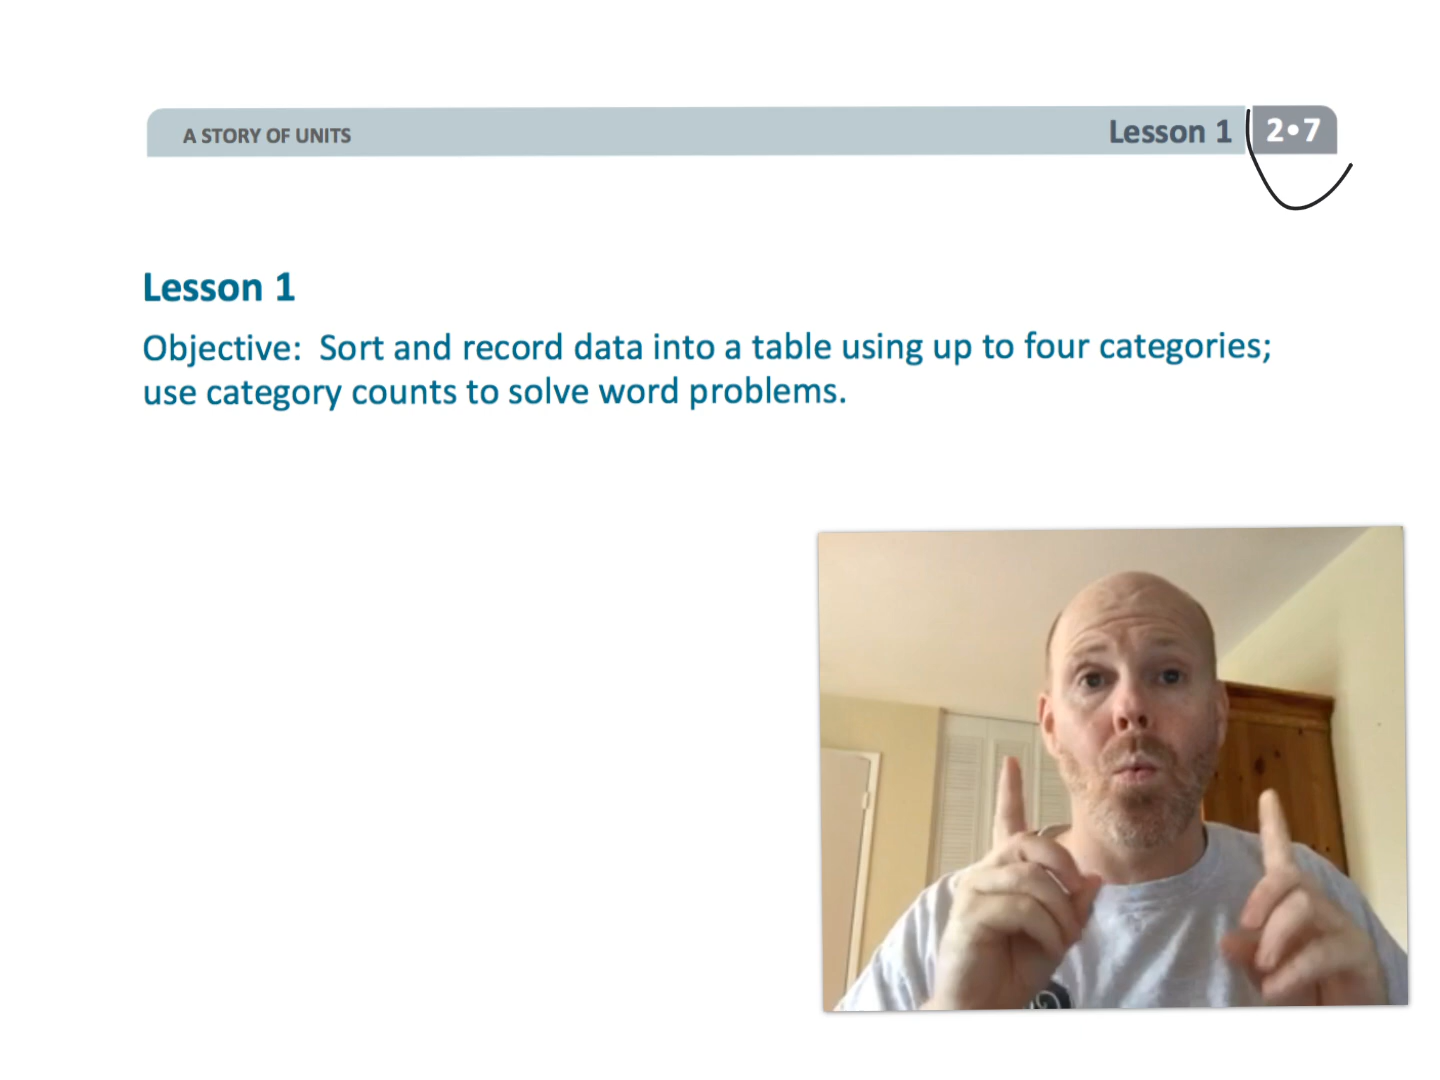 A STORY OF UNITS
Lesson 1
2•7
Lesson 1
Objective:  Sort and record data into a table using up to four categories;
use category counts to solve word problems.